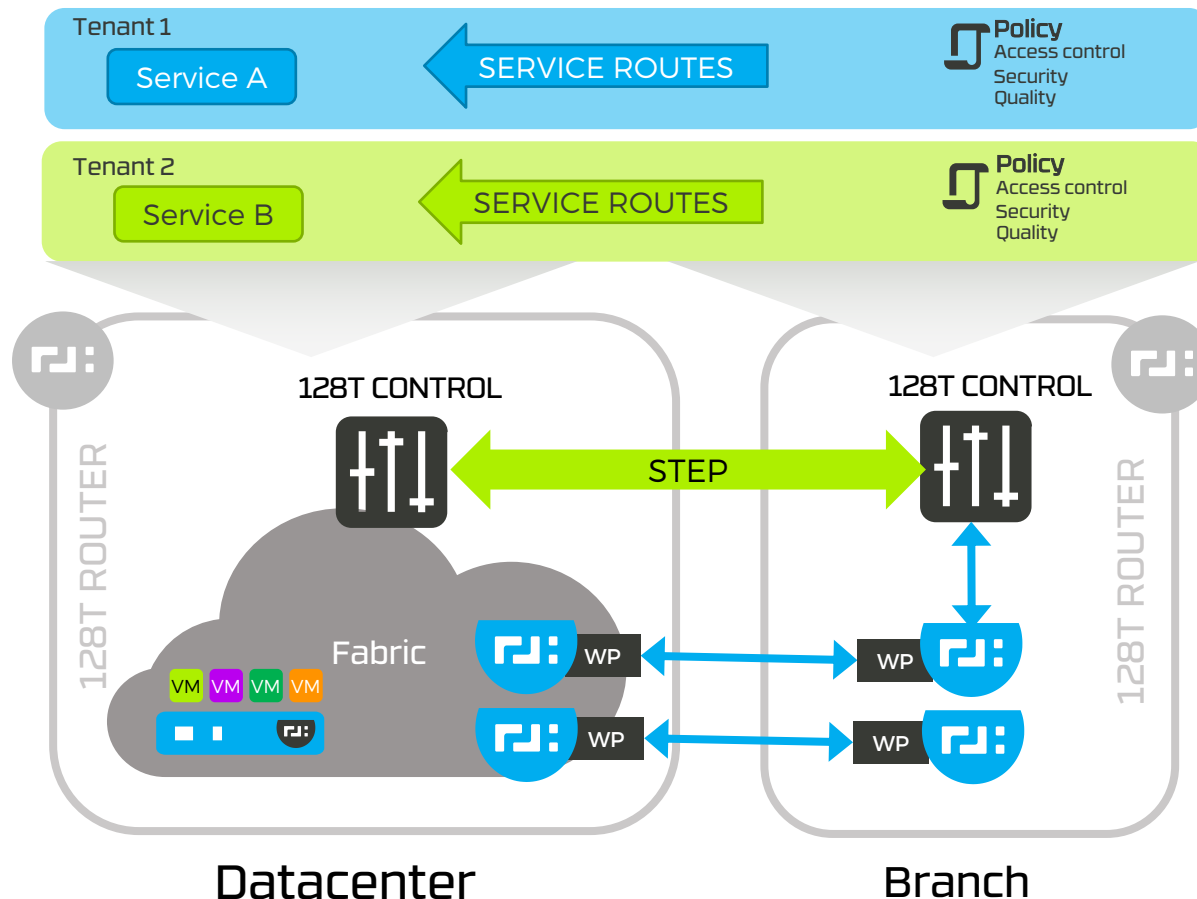 Tenant 1
Service A
SERVICE ROUTES
Policy
Access control
Security
Quality
Tenant 2
Service B
SERVICE ROUTES
Policy
Access control
Security
Quality
128T CONTROL
128T CONTROL
STEP
128T ROUTER
128T ROUTER
Fabric
VM VM VM VM
WP
WP
WP
WP
Datacenter
Branch